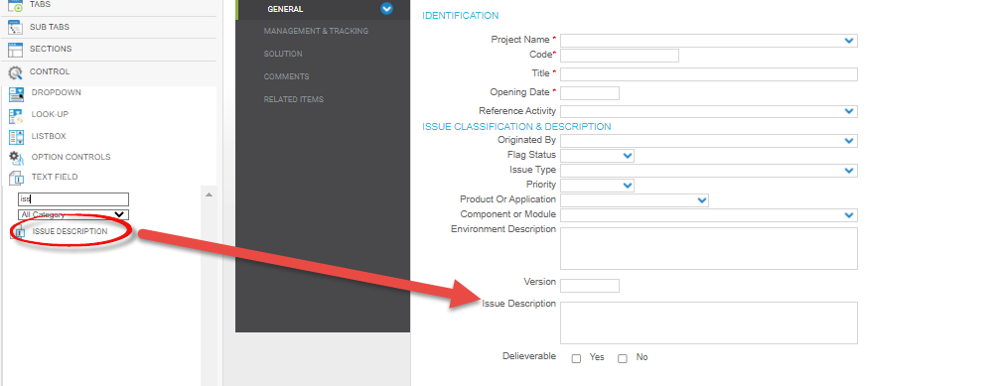 TABS
SUB TABS
SECTIONS
CONTROL
DROPDOWN
LOOK-UP
LISTBOX
OPTION CONTROLS
TEXT FIELD
iss
All Category
ISSUE DESCRIPTION
GENERAL
MANAGEMENT & TRACKING
SOLUTION
COMMENTS
RELATED ITEMS
IDENTIFICATION
Project Name *
Code*
Title *
Opening Date *
Reference Activity
ISSUE CLASSIFICATION & DESCRIPTION
Originated By
Flag Status
Issue Type
Priority
Product Or Application
Component or Module
Environment Description
Version
Issue Description
Delieverable Yes No